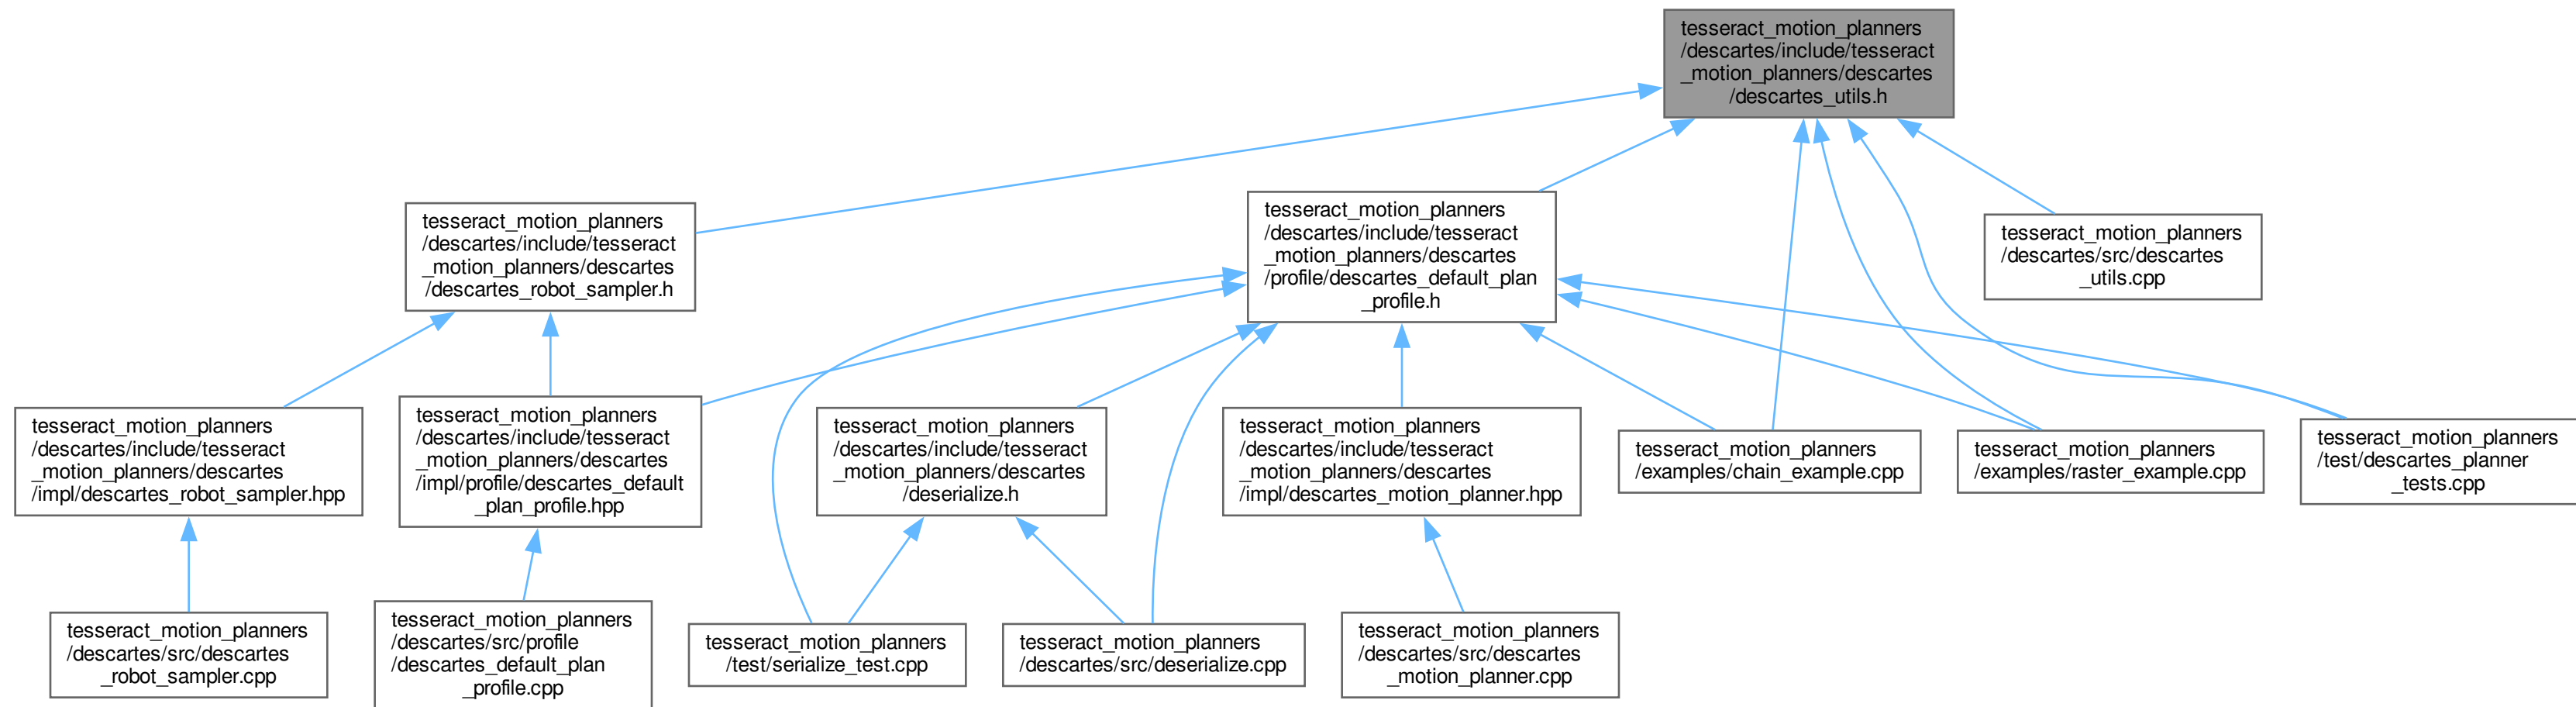 tesseract_motion_planners
/descartes/include/tesseract
_motion_planners/descartes
/descartes_utils.h
tesseract_motion_planners
/descartes/include/tesseract
_motion_planners/descartes
/descartes_robot_sampler.h
tesseract_motion_planners
/descartes/include/tesseract
_motion_planners/descartes
/profile/descartes_default_plan
_profile.h
tesseract_motion_planners
/descartes/src/descartes
_utils.cpp
tesseract_motion_planners
/descartes/include/tesseract
_motion_planners/descartes
/impl/descartes_robot_sampler.hpp
tesseract_motion_planners
/descartes/include/tesseract
_motion_planners/descartes
/impl/profile/descartes_default
_plan_profile.hpp
tesseract_motion_planners
/descartes/include/tesseract
_motion_planners/descartes
/deserialize.h
tesseract_motion_planners
/descartes/include/tesseract
_motion_planners/descartes
/impl/descartes_motion_planner.hpp
tesseract_motion_planners
/examples/chain_example.cpp
tesseract_motion_planners
/examples/raster_example.cpp
tesseract_motion_planners
/test/descartes_planner
_tests.cpp
tesseract_motion_planners
/descartes/src/descartes
_robot_sampler.cpp
tesseract_motion_planners
/descartes/src/profile
/descartes_default_plan
_profile.cpp
tesseract_motion_planners
/test/serialize_test.cpp
tesseract_motion_planners
/descartes/src/deserialize.cpp
tesseract_motion_planners
/descartes/src/descartes
_motion_planner.cpp